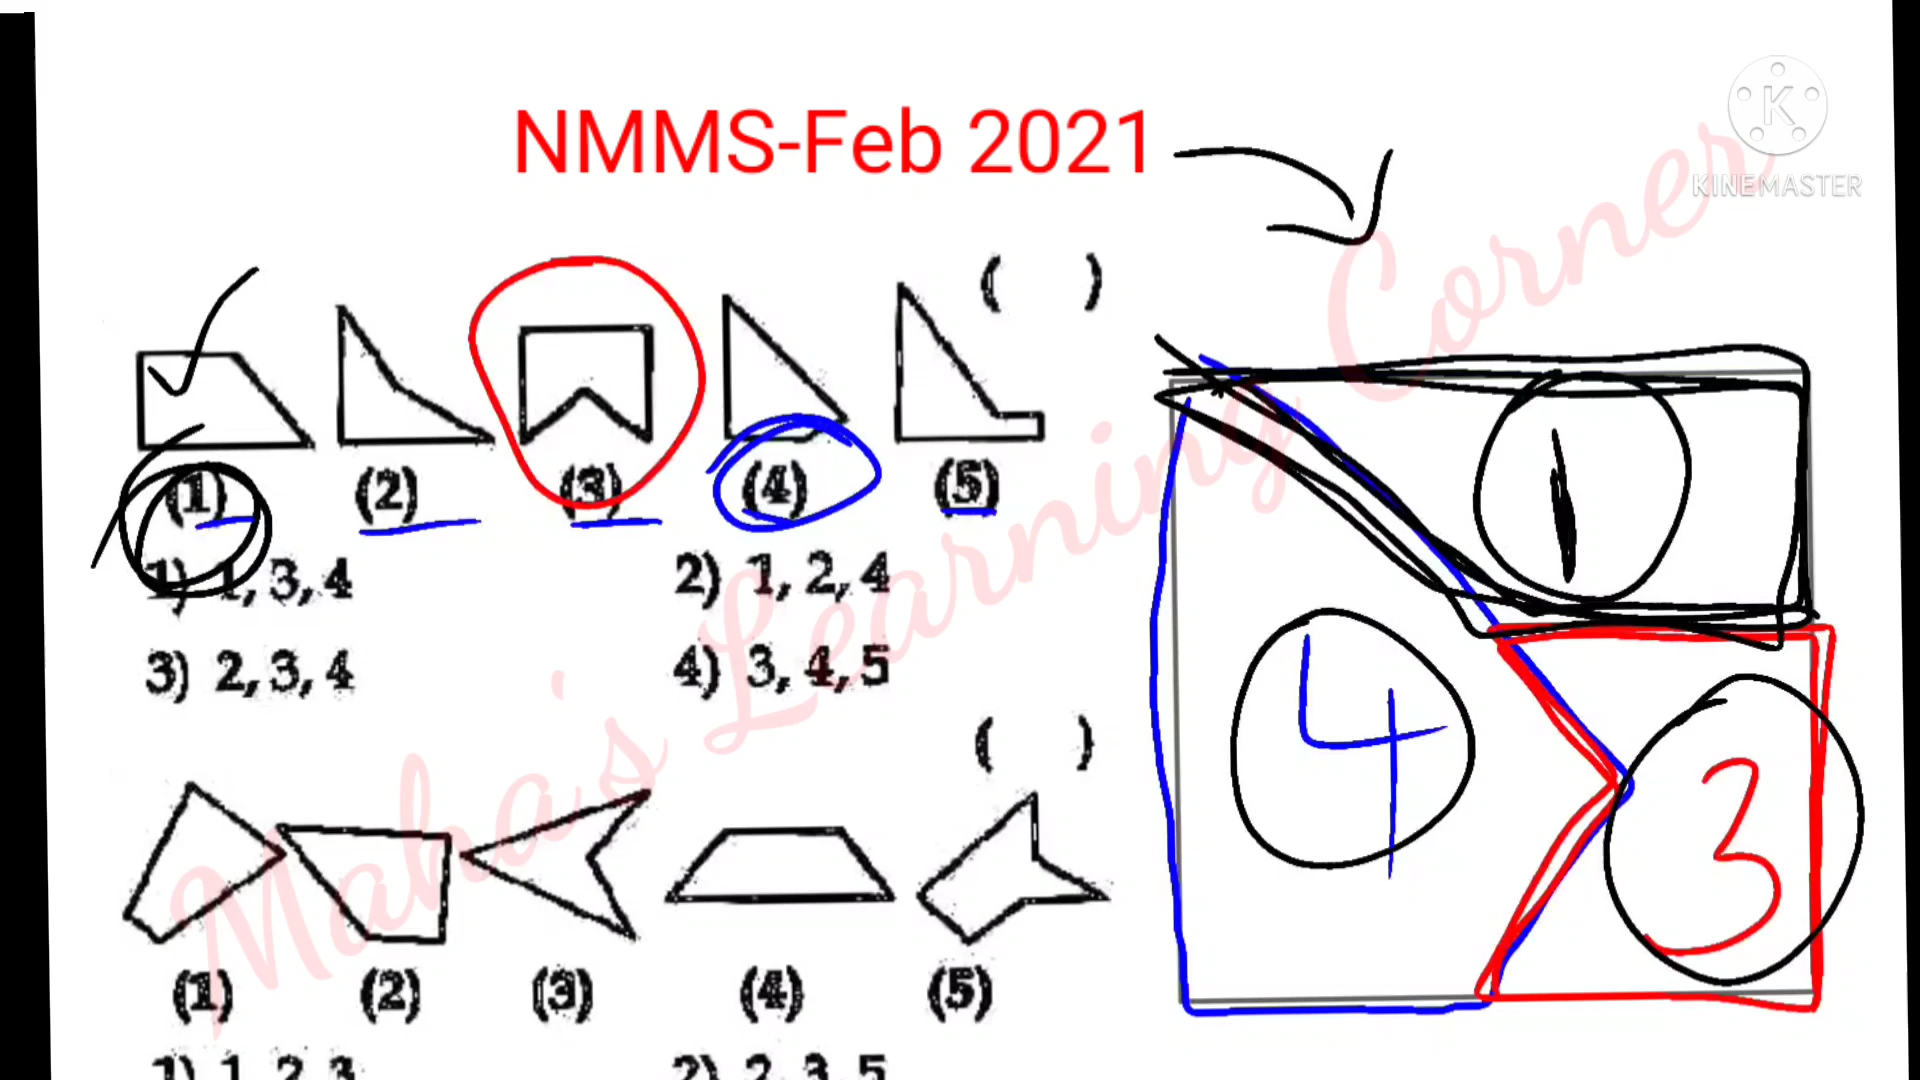 NMMS-Feb 2021
K
KINEMASTER
Maha's Learning Corner
( )
(1) (2) (3) (4) (5)
1) 1, 3, 4 2) 1, 2, 4
3) 2, 3, 4 4) 3, 4, 5
1
4
3
( )
(1) (2) (3) (4) (5)
1) 1, 2, 3 2) 2, 3, 5